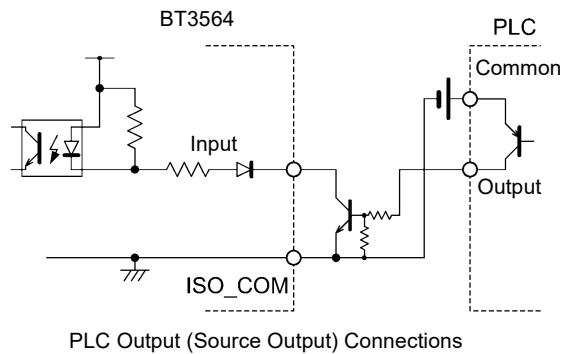 BT3564
PLC
Common
Input
Output
ISO_COM
PLC Output (Source Output) Connections